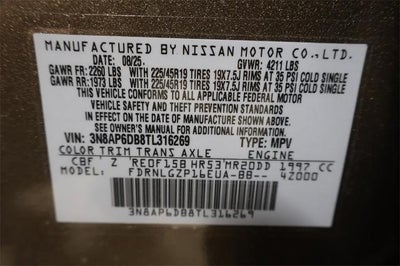 MANUFACTURED BY NISSAN MOTOR CO., LTD.
DATE: 08/25. GVWR: 4211 LBS
GAWR FR: 2260 LBS WITH 225/45R19 TIRES 19X7.5J RIMS AT 35 PSI COLD SINGLE
GAWR RR: 1973 LBS WITH 225/45R19 TIRES 19X7.5J RIMS AT 35 PSI COLD SINGLE
THIS VEHICLE CONFORMS TO ALL APPLICABLE FEDERAL MOTOR
VEHICLE SAFETY AND THEFT PREVENTION STANDARDS
IN EFFECT ON THE DATE OF MANUFACTURE SHOWN ABOVE.
SEE OWNER'S MANUAL FOR ADDITIONAL INFORMATION
VIN: 3N8AP6DB8TL316269 TYPE: MPV
COLOR TRIM TRANS AXLE ENGINE
CBF Z RE0F15B HR53 MR20DD 1997 CC
MODEL FDRNLGZP16EUA-BB-- 4Z000
3N8AP6DB8TL316269